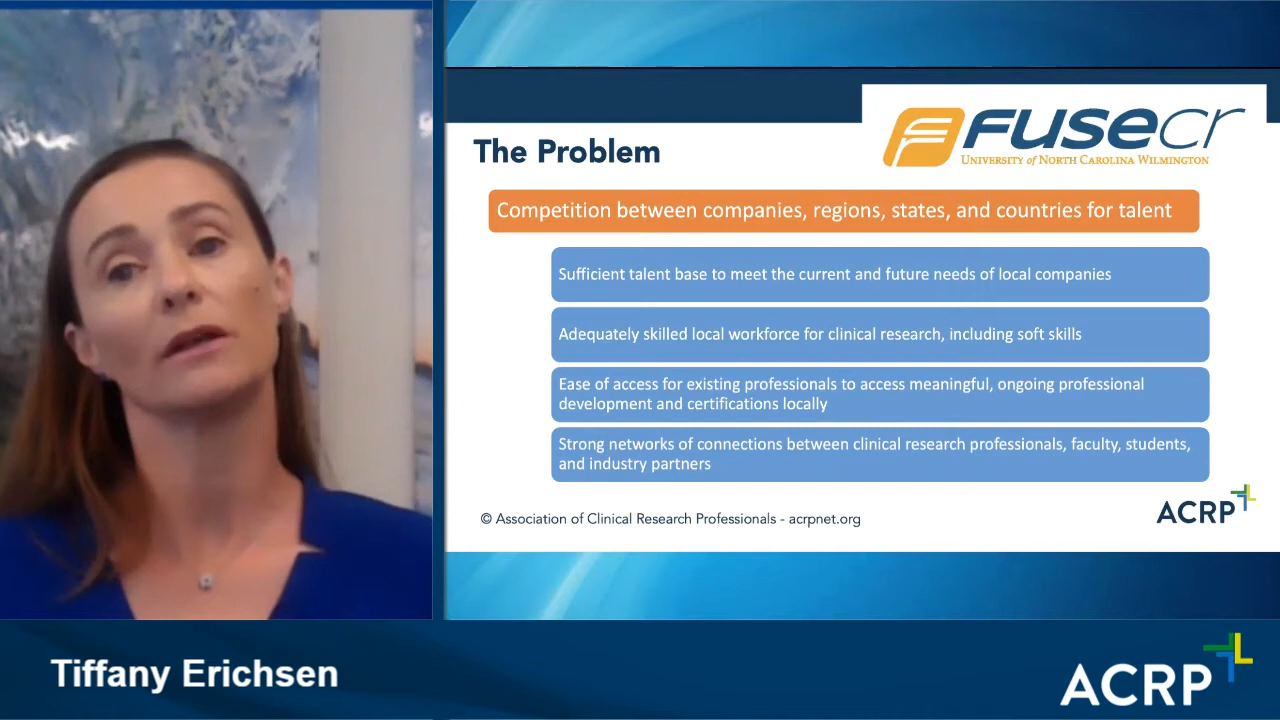 FUSEcr
UNIVERSITY of NORTH CAROLINA WILMINGTON
The Problem
Competition between companies, regions, states, and countries for talent
Sufficient talent base to meet the current and future needs of local companies
Adequately skilled local workforce for clinical research, including soft skills
Ease of access for existing professionals to access meaningful, ongoing professional
development and certifications locally
Strong networks of connections between clinical research professionals, faculty, students,
and industry partners
© Association of Clinical Research Professionals - acrpnet.org
ACRP
Tiffany Erichsen
ACRP